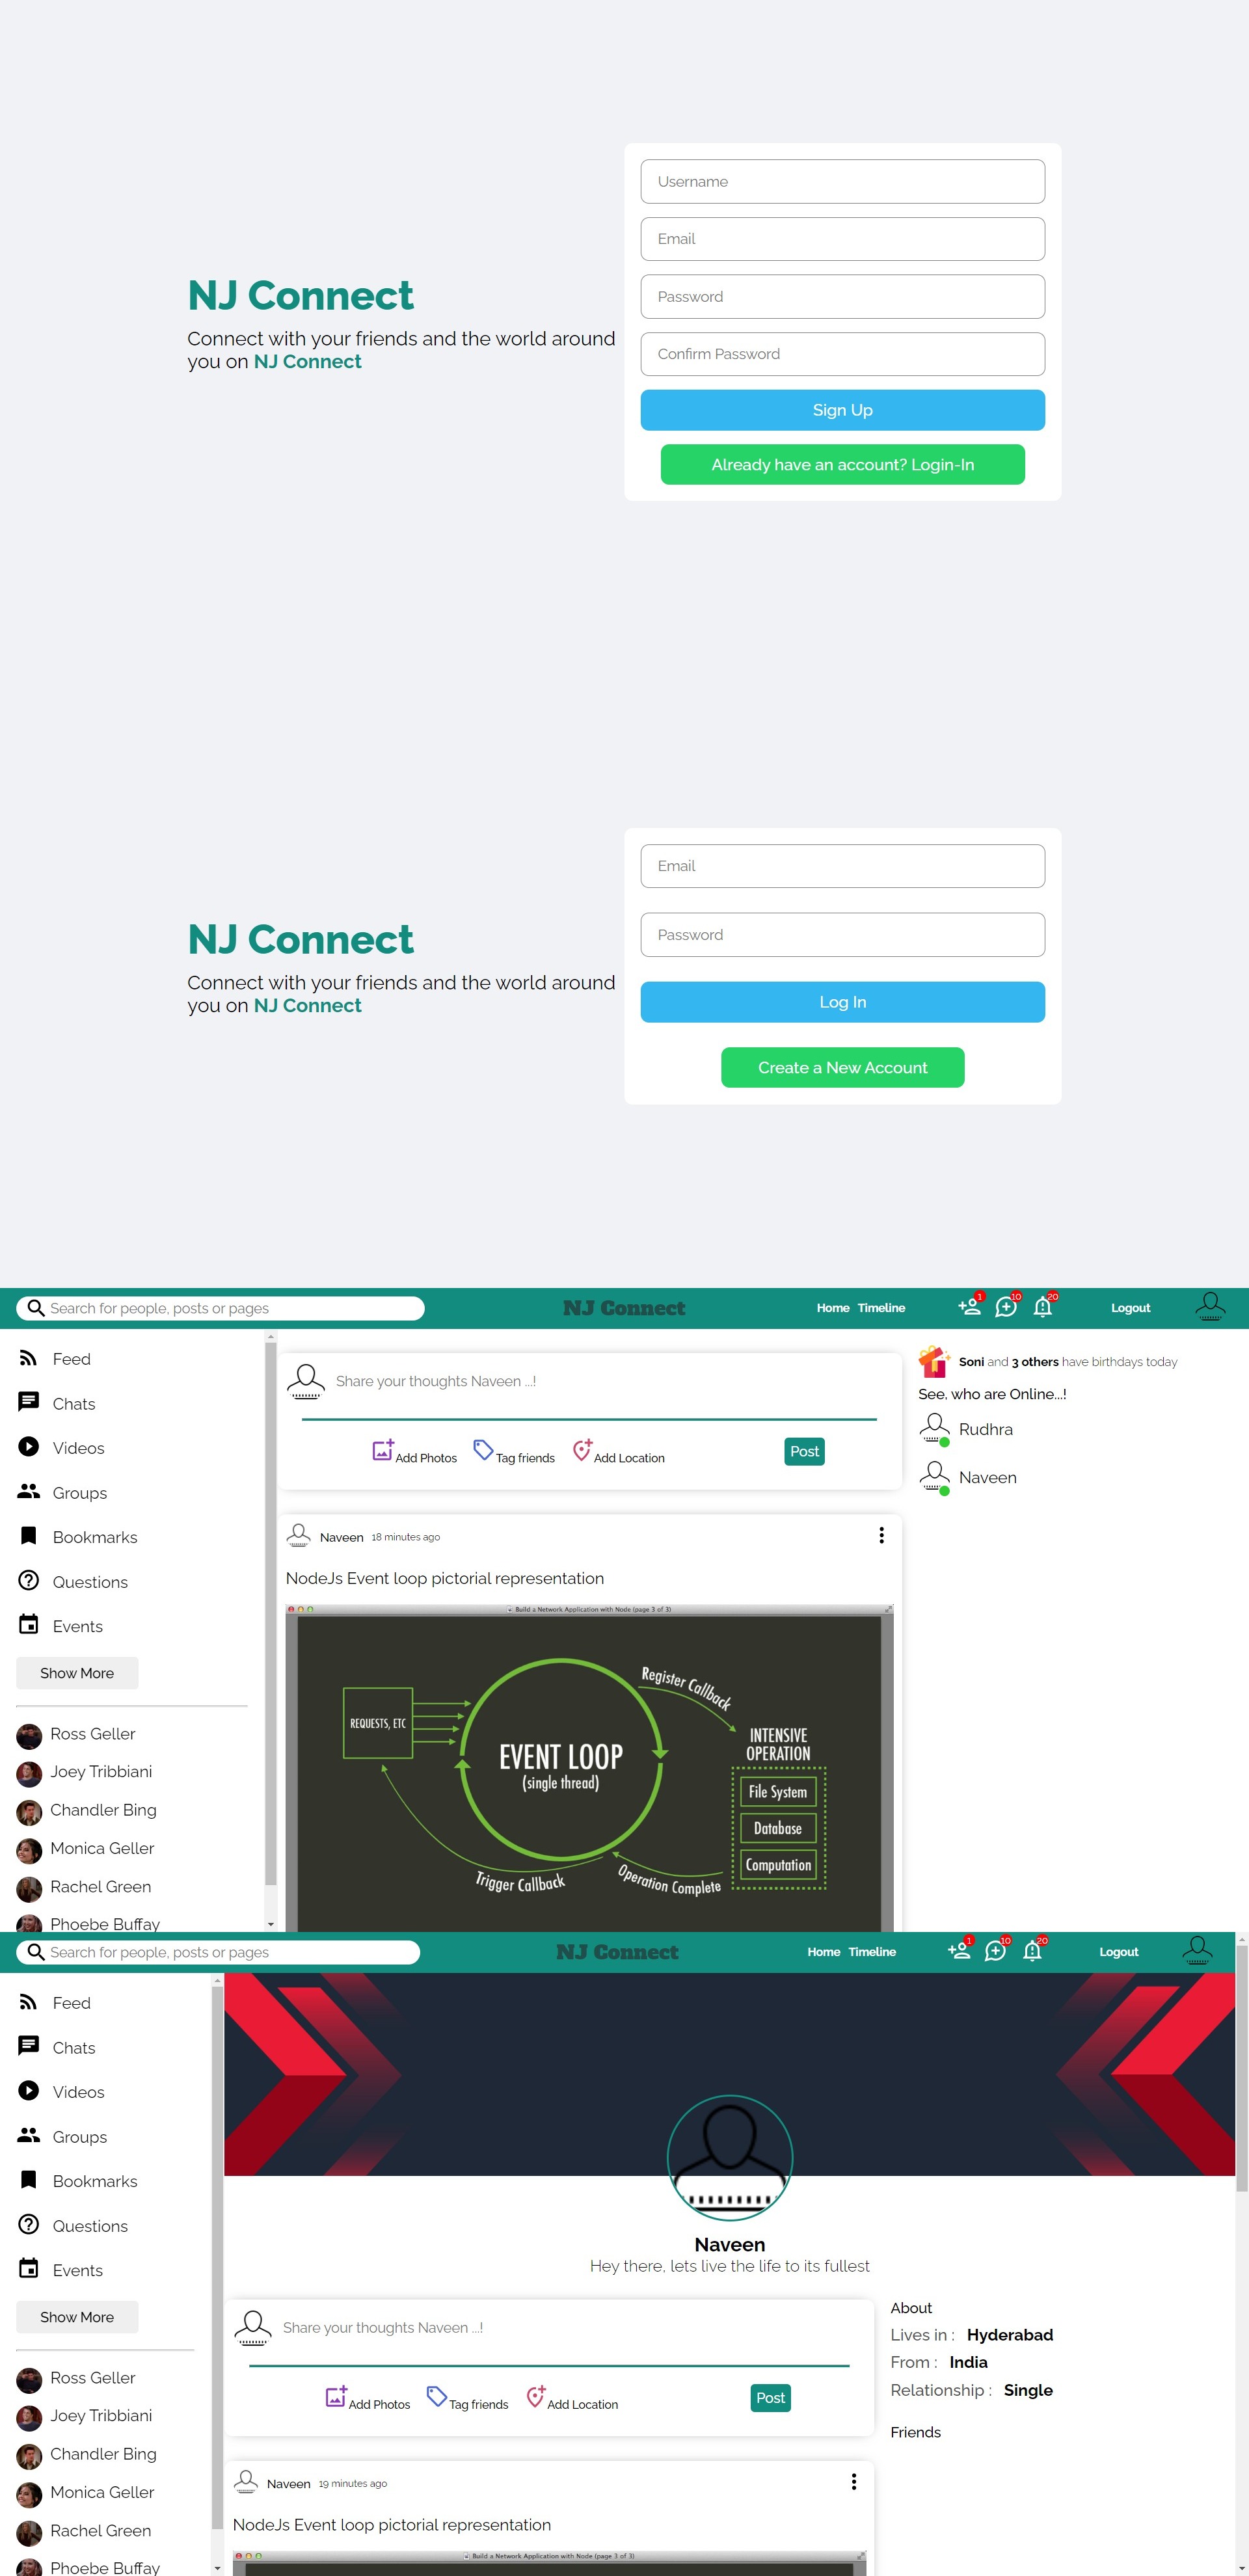 Username
Email
Password
Confirm Password
Sign Up
Already have an account? Login-In
NJ Connect
Connect with your friends and the world around
you on NJ Connect
Email
Password
Log In
Create a New Account
NJ Connect
Connect with your friends and the world around
you on NJ Connect
Search for people, posts or pages
NJ Connect
Home Timeline
1
10
20
Logout
Feed
Chats
Videos
Groups
Bookmarks
Questions
Events
Show More
Ross Geller
Joey Tribbiani
Chandler Bing
Monica Geller
Rachel Green
Phoebe Buffay
Share your thoughts Naveen ...!
Add Photos
Tag friends
Add Location
Post
Naveen 18 minutes ago
NodeJs Event loop pictorial representation
Build a Network Application with Node (page 3 of 3)
REQUESTS, ETC
EVENT LOOP
(single thread)
Register Callback
INTENSIVE
OPERATION
File System
Database
Computation
Operation Complete
Trigger Callback
Soni and 3 others have birthdays today
See, who are Online...!
Rudhra
Naveen
Search for people, posts or pages
NJ Connect
Home Timeline
1
10
20
Logout
Feed
Chats
Videos
Groups
Bookmarks
Questions
Events
Show More
Ross Geller
Joey Tribbiani
Chandler Bing
Monica Geller
Rachel Green
Phoebe Buffay
Naveen
Hey there, lets live the life to its fullest
Share your thoughts Naveen ...!
Add Photos
Tag friends
Add Location
Post
Naveen 19 minutes ago
NodeJs Event loop pictorial representation
Build a Network Application with Node (page 3 of 3)
About
Lives in : Hyderabad
From : India
Relationship : Single
Friends